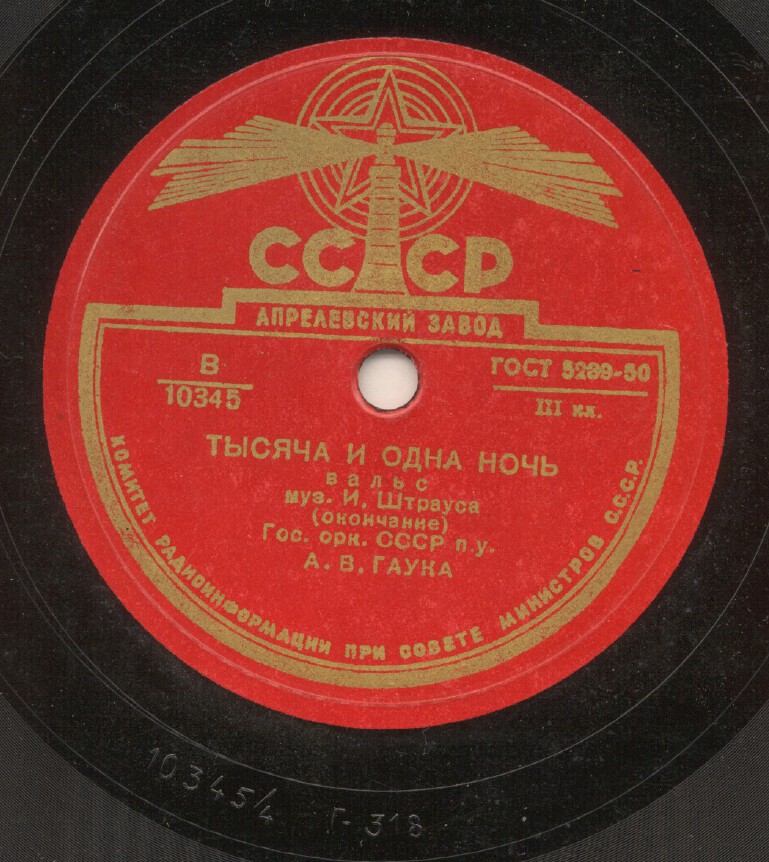 СССР
АПРЕЛЕВСКИЙ ЗАВОД
В
10345
ГОСТ 5289-50
III кл.
ТЫСЯЧА И ОДНА НОЧЬ
вальс
муз. И. Штрауса
(окончание)
Гос. орк. СССР п.у.
А. В. ГАУКА
КОМИТЕТ РАДИОИНФОРМАЦИИ ПРИ СОВЕТЕ МИНИСТРОВ С.С.С.Р.
10345/4 Г-318